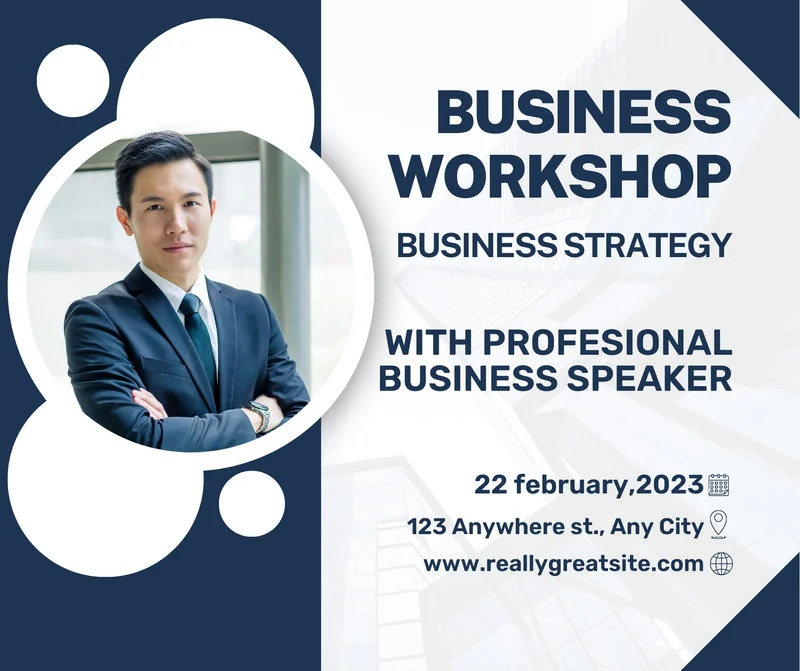 BUSINESS
WORKSHOP
BUSINESS STRATEGY
WITH PROFESIONAL
BUSINESS SPEAKER
22 february,2023
123 Anywhere st., Any City
www.reallygreatsite.com